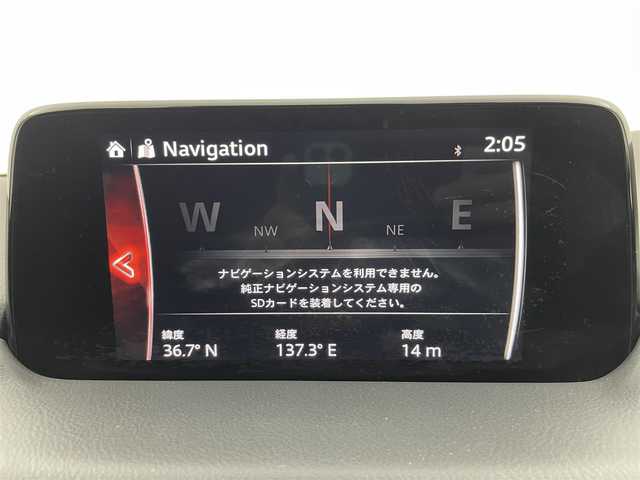 Navigation 2:05
W NW N NE E
ナビゲーションシステムを利用できません。
純正ナビゲーションシステム専用の
SDカードを装着してください。
緯度 経度 高度
36.7° N 137.3° E 14 m